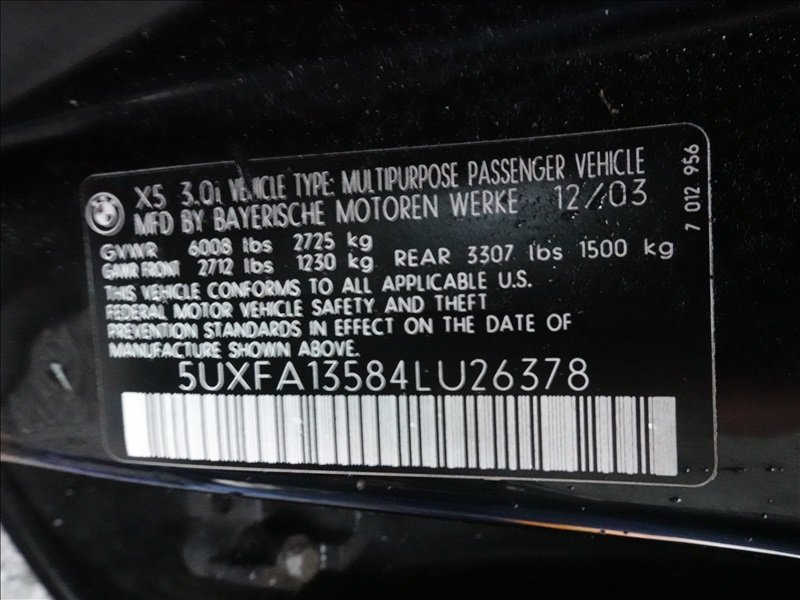 X5 3.0i VEHICLE TYPE: MULTIPURPOSE PASSENGER VEHICLE
MFD BY BAYERISCHE MOTOREN WERKE 12/03
GVWR 6008 lbs 2725 kg
GAWR FRONT 2712 lbs 1230 kg REAR 3307 lbs 1500 kg
THIS VEHICLE CONFORMS TO ALL APPLICABLE U.S.
FEDERAL MOTOR VEHICLE SAFETY AND THEFT
PREVENTION STANDARDS IN EFFECT ON THE DATE OF
MANUFACTURE SHOWN ABOVE.
5UXFA13584LU26378
7 012 956